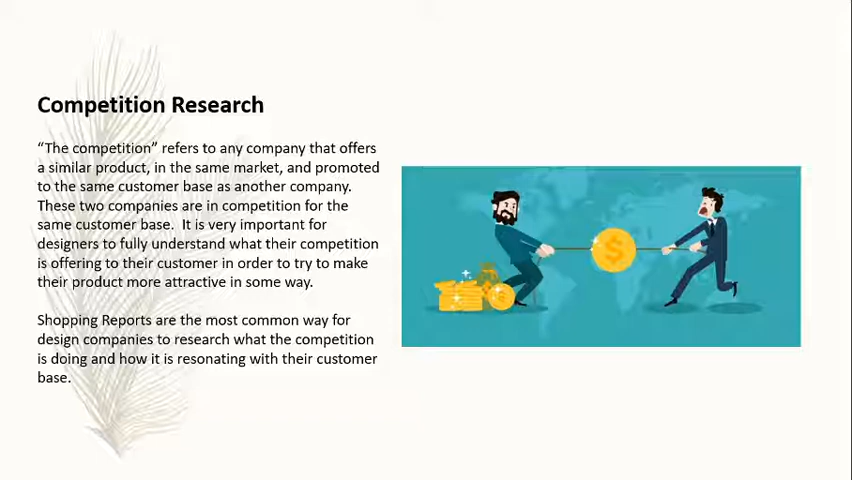 Competition Research
“The competition” refers to any company that offers
a similar product, in the same market, and promoted
to the same customer base as another company.
These two companies are in competition for the
same customer base.  It is very important for
designers to fully understand what their competition
is offering to their customer in order to try to make
their product more attractive in some way.
Shopping Reports are the most common way for
design companies to research what the competition
is doing and how it is resonating with their customer
base.
$